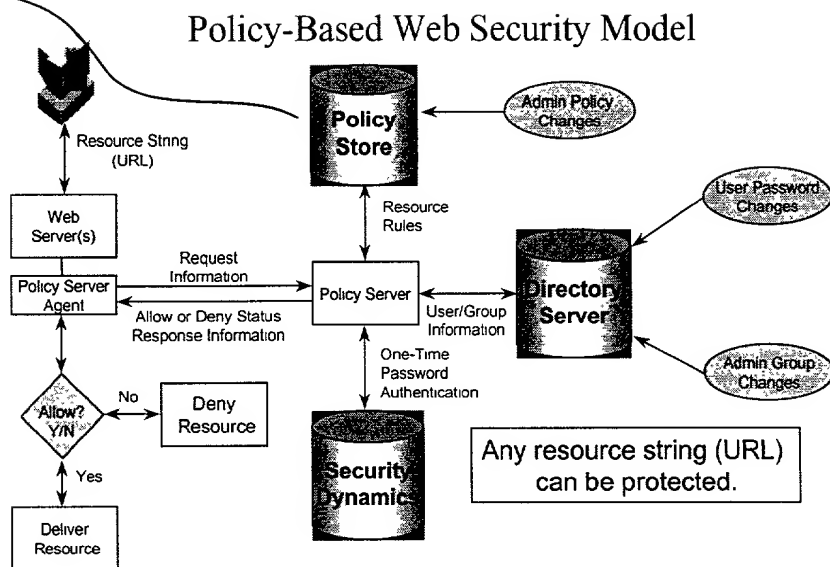 Policy-Based Web Security Model
Resource String
(URL)
Policy
Store
Admin Policy
Changes
User Password
Changes
Web
Server(s)
Resource
Rules
Request
Information
Policy Server
Agent
Policy Server
Directory
Server
Allow or Deny Status
Response Information
User/Group
Information
One-Time
Password
Authentication
Admin Group
Changes
Allow?
Y/N
No
Deny
Resource
Yes
Security
Dynamics
Any resource string (URL)
can be protected.
Deliver
Resource